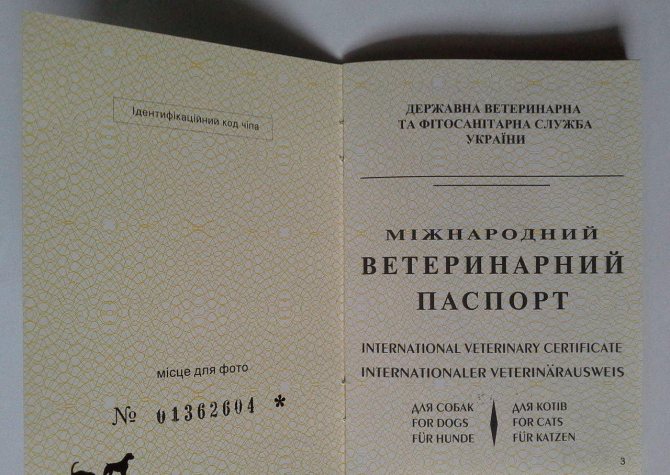 Ідентифікаційний код чіпа
місце для фото
№ 01362604 *
ДЕРЖАВНА ВЕТЕРИНАРНА
ТА ФІТОСАНІТАРНА СЛУЖБА
УКРАЇНИ
МІЖНАРОДНИЙ
ВЕТЕРИНАРНИЙ
ПАСПОРТ
INTERNATIONAL VETERINARY CERTIFICATE
INTERNATIONALER VETERINÄRAUSWEIS
ДЛЯ СОБАК
FOR DOGS
FÜR HUNDE
ДЛЯ КОТІВ
FOR CATS
FÜR KATZEN
3